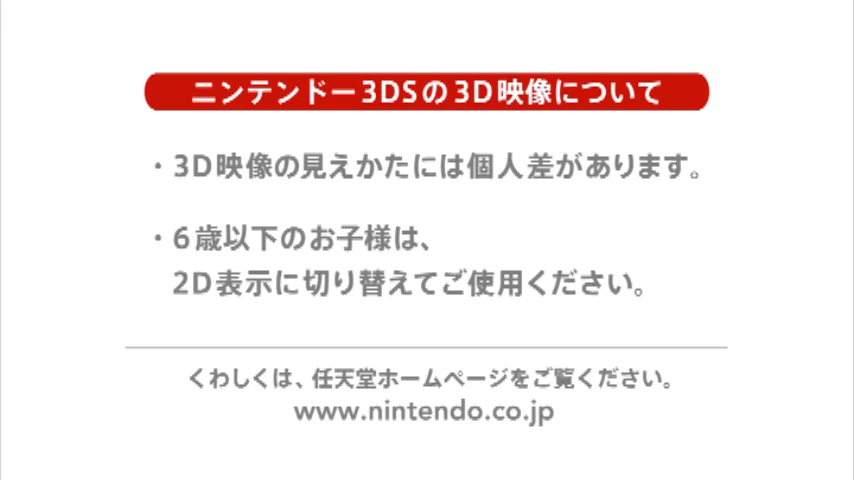 ニンテンドー3DSの3D映像について
・3D映像の見えかたには個人差があります。
・6歳以下のお子様は、
2D表示に切り替えてご使用ください。
くわしくは、任天堂ホームページをご覧ください。
www.nintendo.co.jp